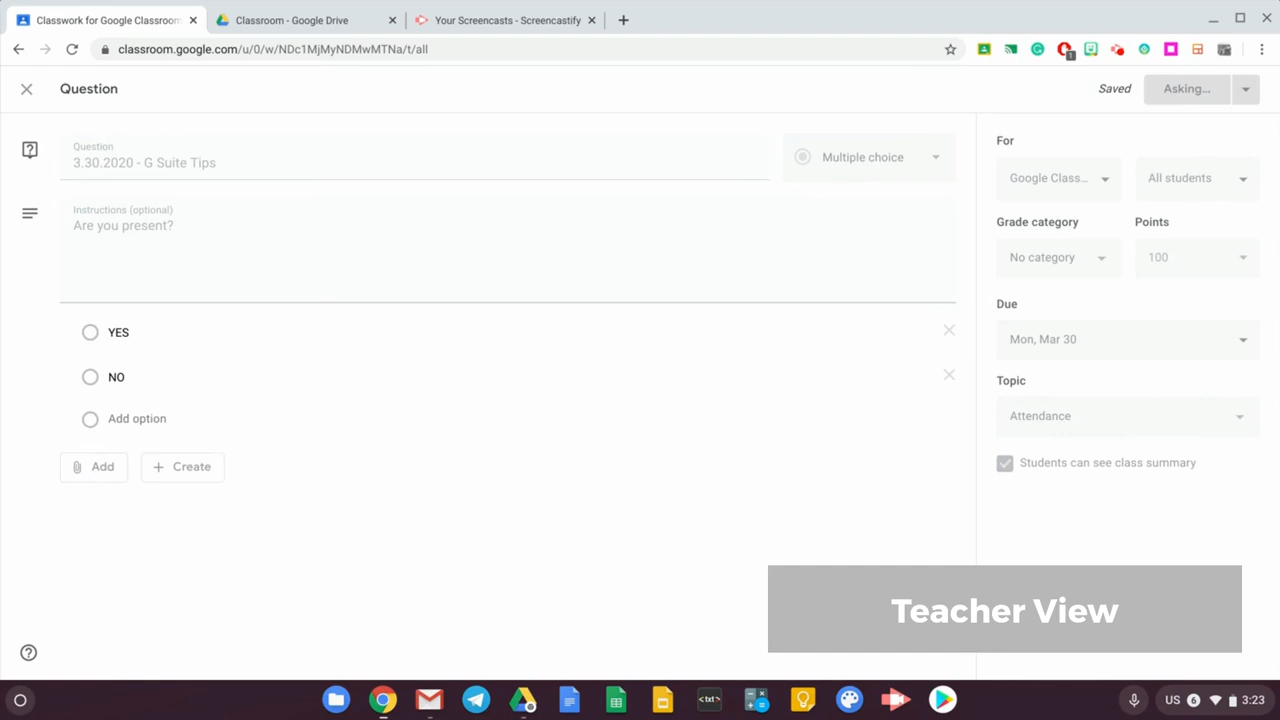 Classwork for Google Classroom
Classroom - Google Drive
Your Screencasts - Screencastify
classroom.google.com/u/0/w/NDc1MjMyNDMwMTNa/t/all
1
Question
Saved
Asking...
Question
3.30.2020 - G Suite Tips
Multiple choice
Instructions (optional)
Are you present?
YES
NO
Add option
Add
Create
For
Google Class...
All students
Grade category
Points
No category
100
Due
Mon, Mar 30
Topic
Attendance
Students can see class summary
Teacher View
<txt>
US
6
3:23